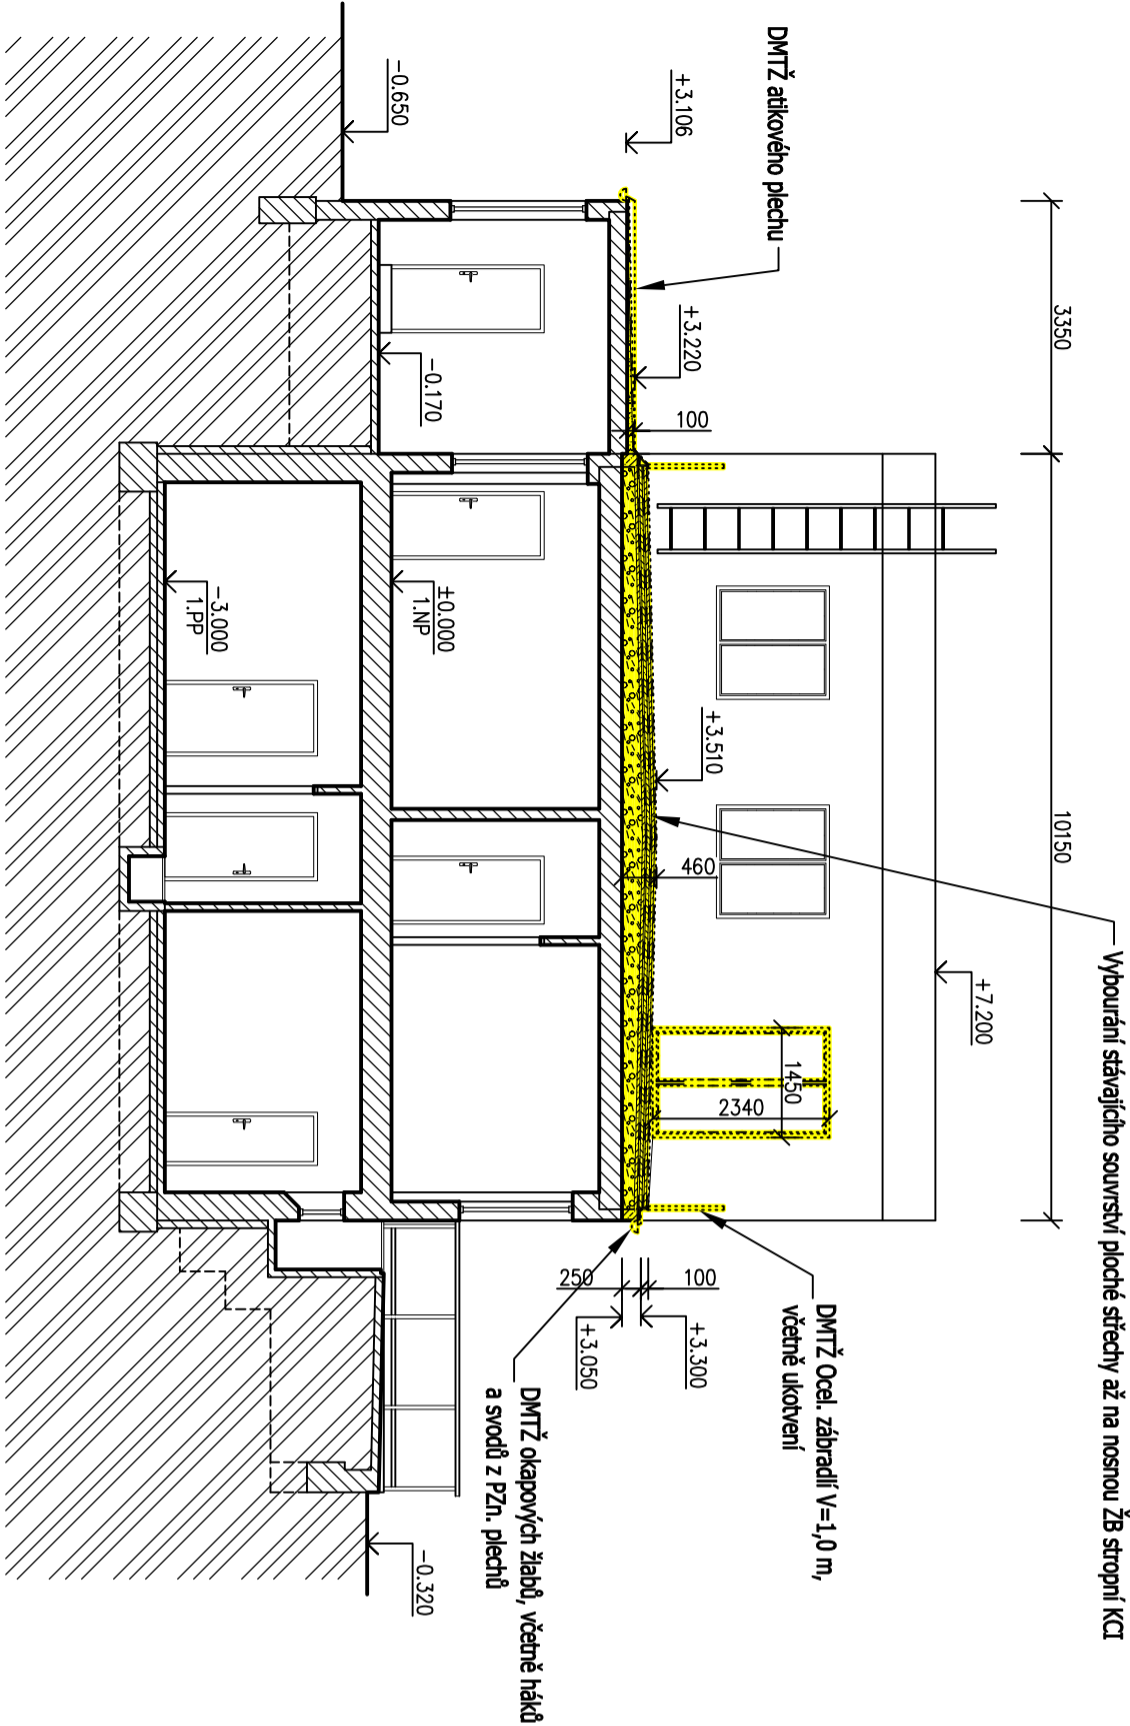 3350
10150
Vybourání stávajícího souvrství ploché střechy až na nosnou ŽB stropní KCI
+7.200
DMTŽ atikového plechu
+3.106
+3.220
100
+3.510
460
1450
2340
DMTŽ Ocel. zábradlí V=1,0 m,
včetně ukotvení
+3.300
100
250
+3.050
DMTŽ okapových žlabů, včetně háků
a svodů z PZn. plechů
-0.650
-0.170
±0.000
1.NP
-3.000
1.PP
-0.320